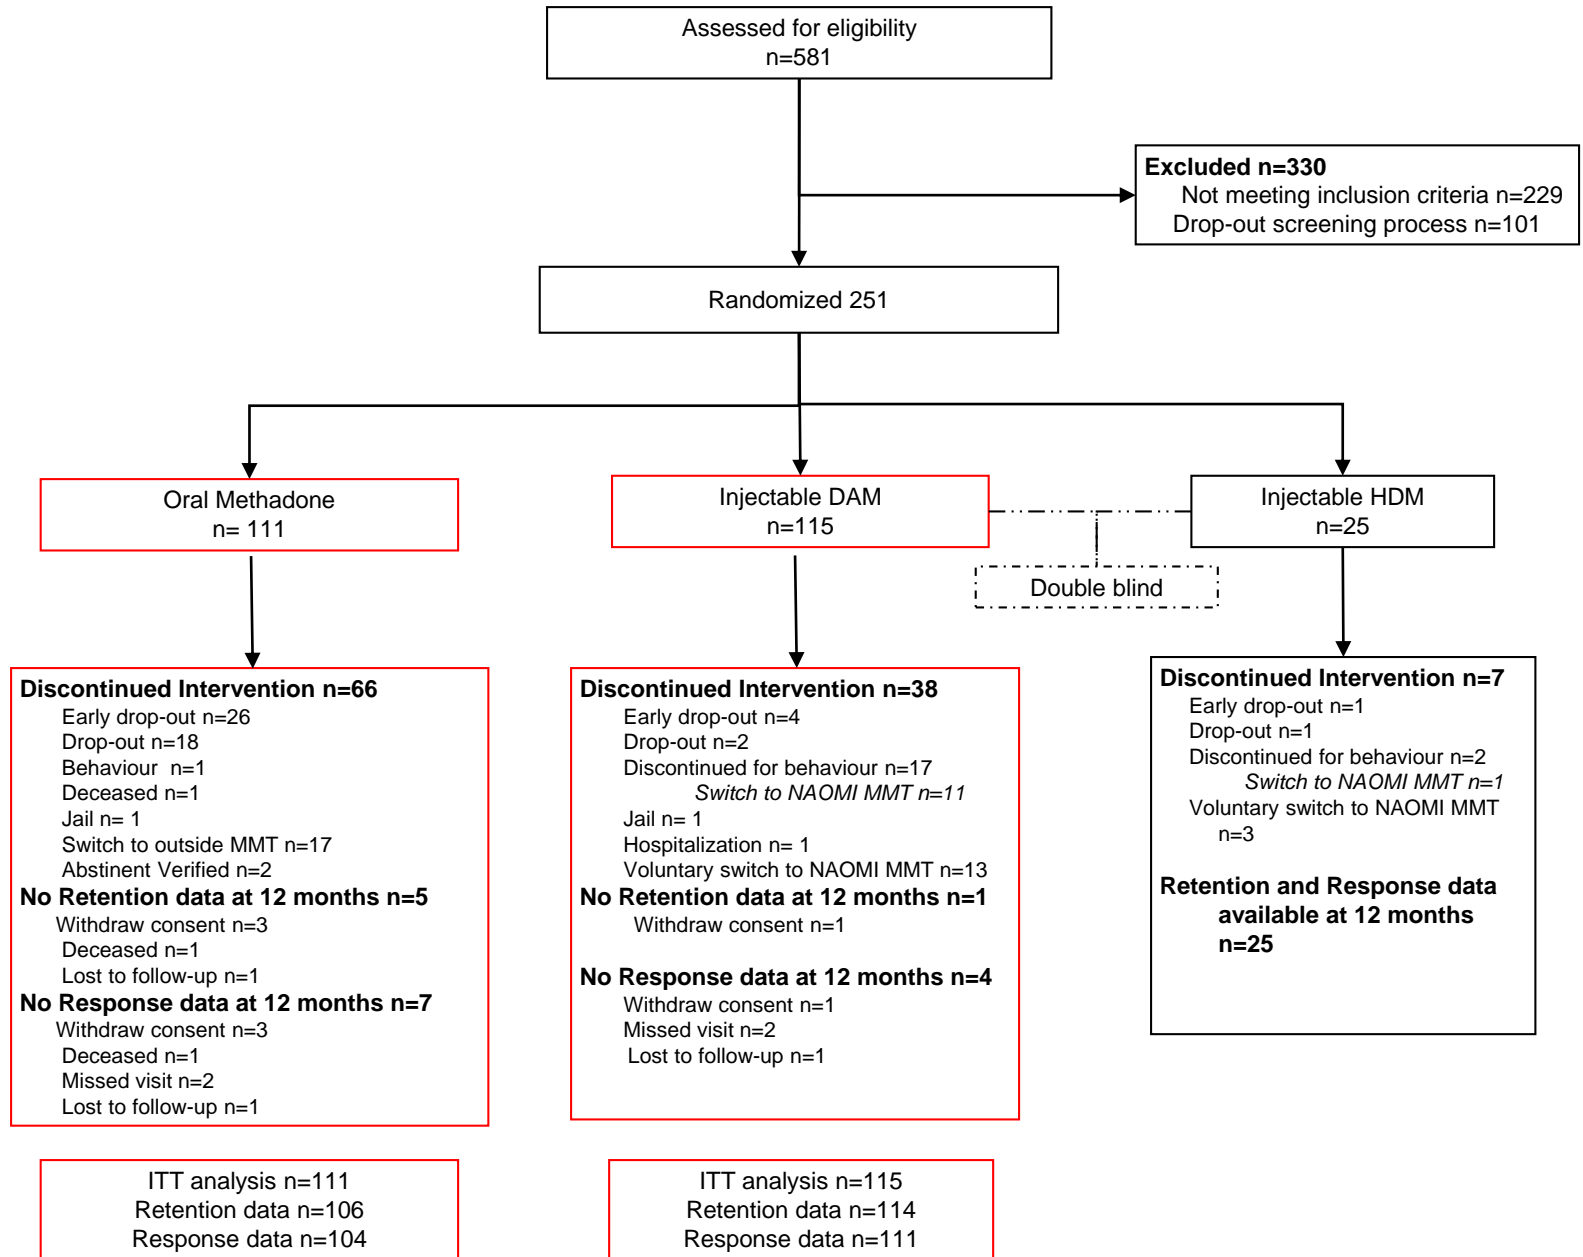 Assessed for eligibility
n=581
Excluded n=330
Not meeting inclusion criteria n=229
Drop-out screening process n=101
Randomized 251
Oral Methadone
n= 111
Injectable DAM
n=115
Injectable HDM
n=25
Double blind
Discontinued Intervention n=66
Early drop-out n=26
Drop-out n=18
Behaviour n=1
Deceased n=1
Jail n= 1
Switch to outside MMT n=17
Abstinent Verified n=2
No Retention data at 12 months n=5
Withdraw consent n=3
Deceased n=1
Lost to follow-up n=1
No Response data at 12 months n=7
Withdraw consent n=3
Deceased n=1
Missed visit n=2
Lost to follow-up n=1
Discontinued Intervention n=38
Early drop-out n=4
Drop-out n=2
Discontinued for behaviour n=17
Switch to NAOMI MMT n=11
Jail n= 1
Hospitalization n= 1
Voluntary switch to NAOMI MMT n=13
No Retention data at 12 months n=1
Withdraw consent n=1
No Response data at 12 months n=4
Withdraw consent n=1
Missed visit n=2
Lost to follow-up n=1
Discontinued Intervention n=7
Early drop-out n=1
Drop-out n=1
Discontinued for behaviour n=2
Switch to NAOMI MMT n=1
Voluntary switch to NAOMI MMT
n=3
Retention and Response data
available at 12 months
n=25
ITT analysis n=111
Retention data n=106
Response data n=104
ITT analysis n=115
Retention data n=114
Response data n=111